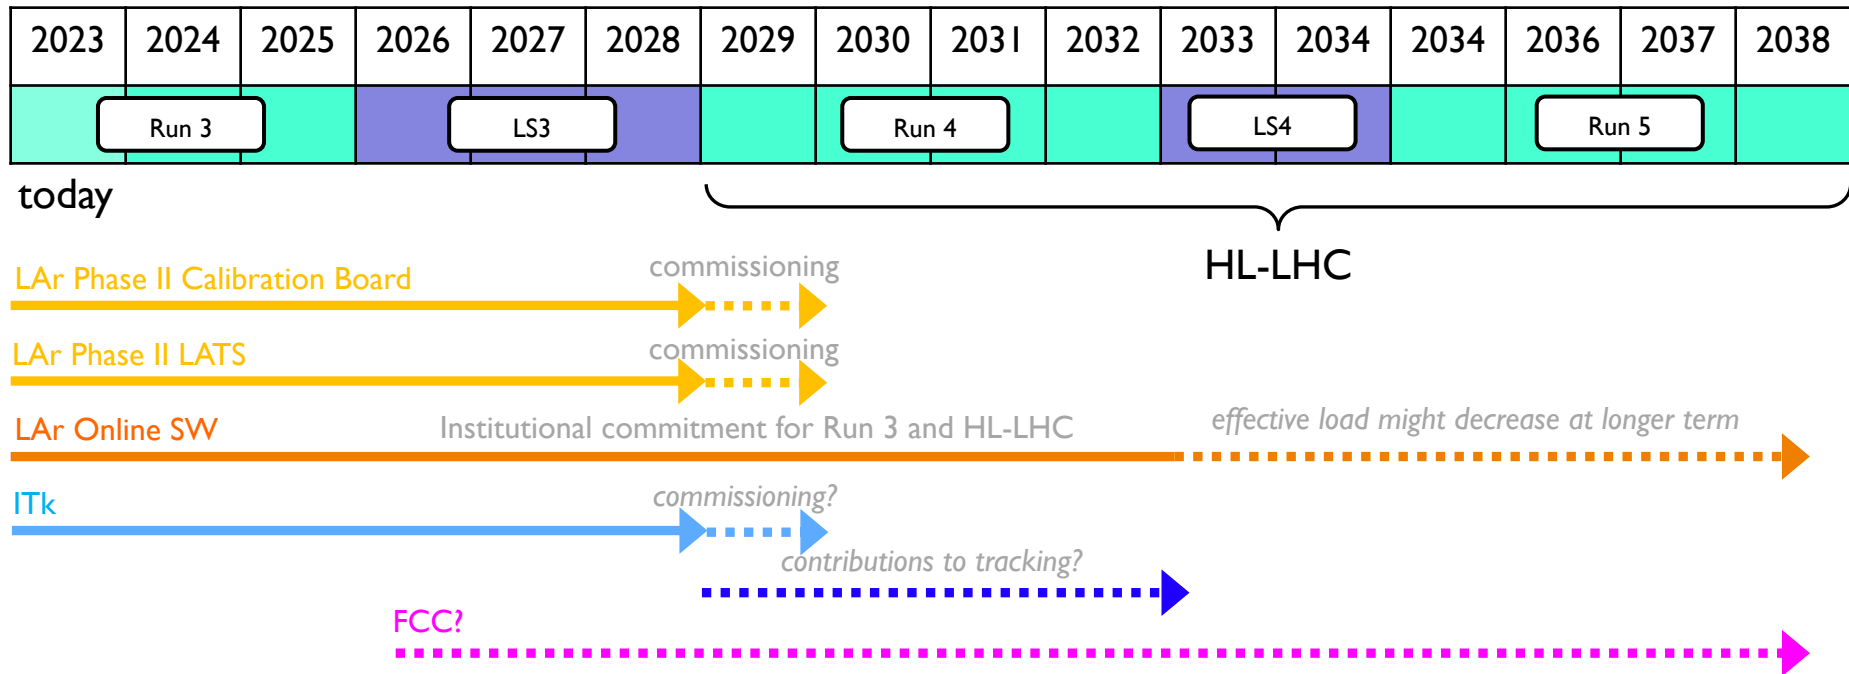 2023 2024 2025 2026 2027 2028 2029 2030 2031 2032 2033 2034 2034 2036 2037 2038
Run 3 LS3 Run 4 LS4 Run 5
today
HL-LHC
LAr Phase II Calibration Board commissioning
LAr Phase II LATS commissioning
LAr Online SW Institutional commitment for Run 3 and HL-LHC effective load might decrease at longer term
ITk commissioning?
contributions to tracking?
FCC?